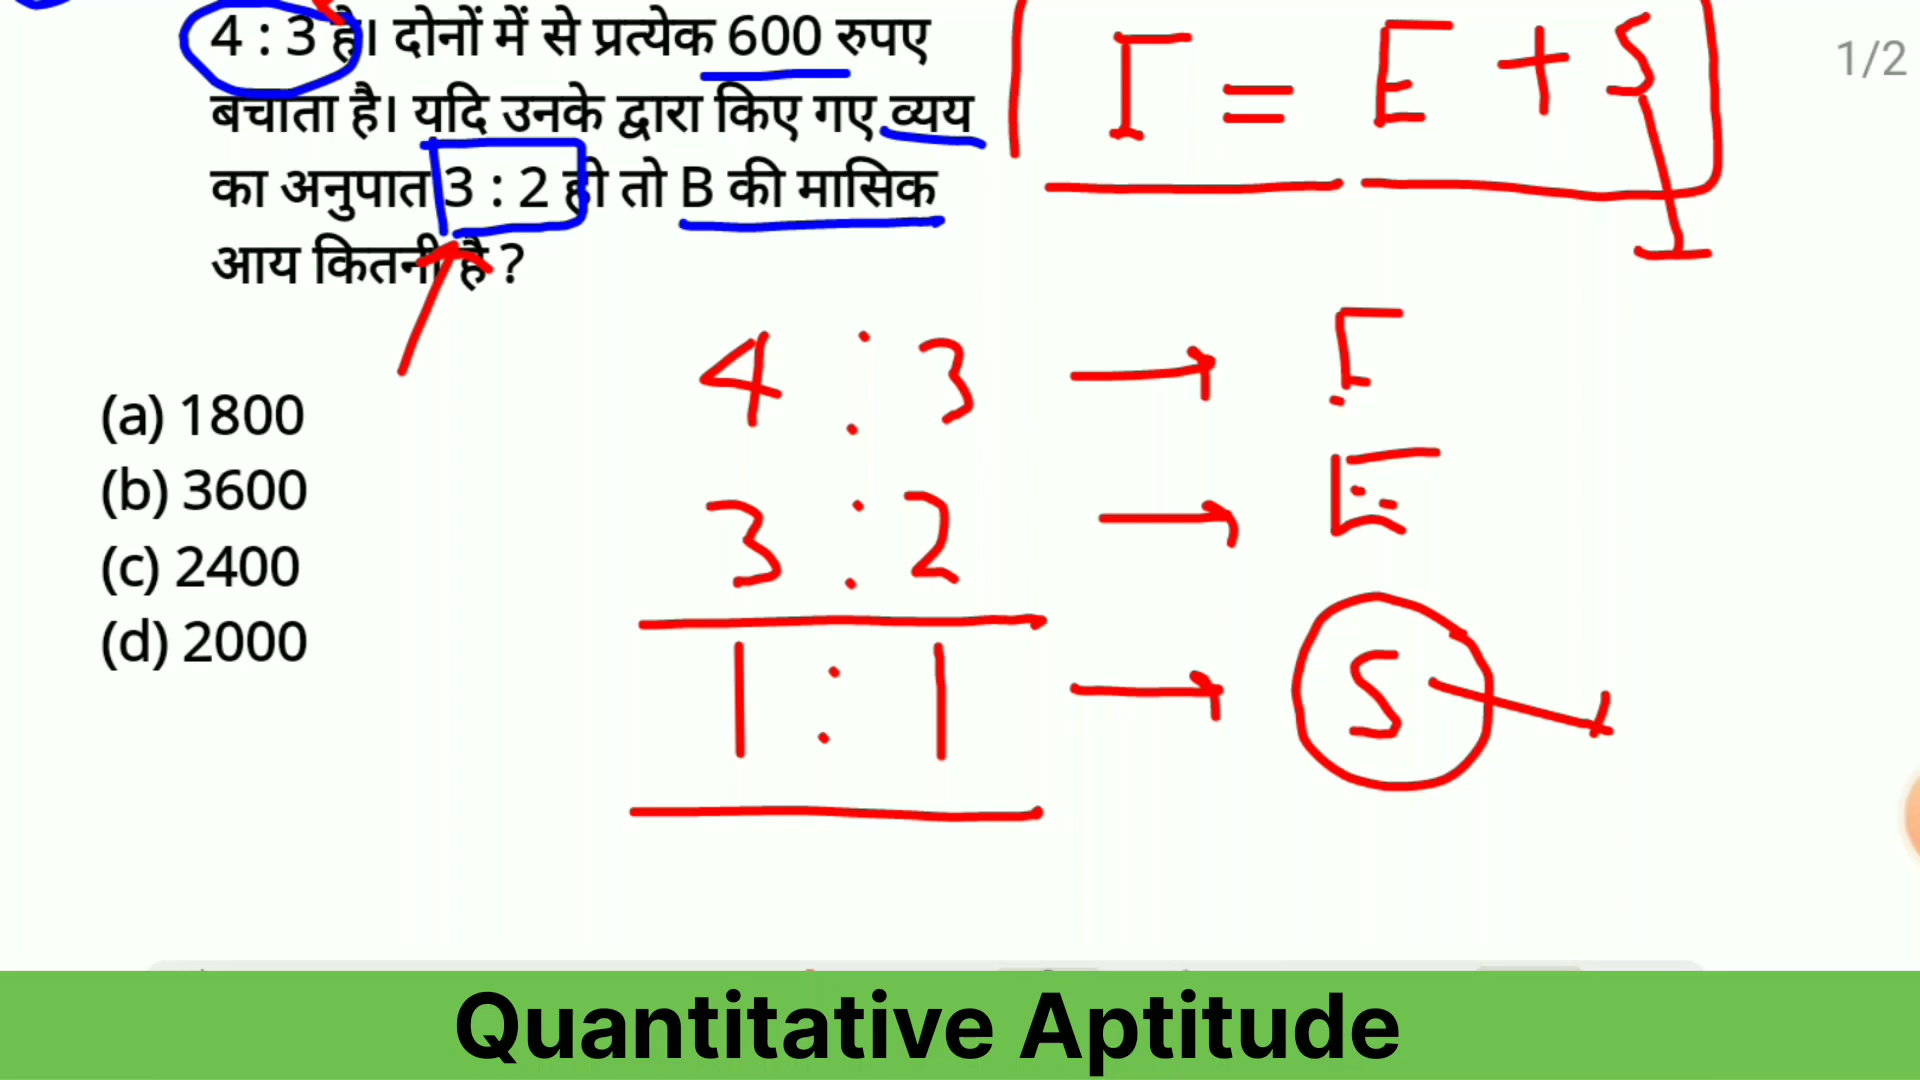 4 : 3 है। दोनों में से प्रत्येक 600 रुपए
बचाता है। यदि उनके द्वारा किए गए व्यय
का अनुपात 3 : 2 हो तो B की मासिक
आय कितनी है ?
I = E + S
1/2
(a) 1800
(b) 3600
(c) 2400
(d) 2000
4 : 3 → I
3 : 2 → E
1 : 1 → S
Quantitative Aptitude